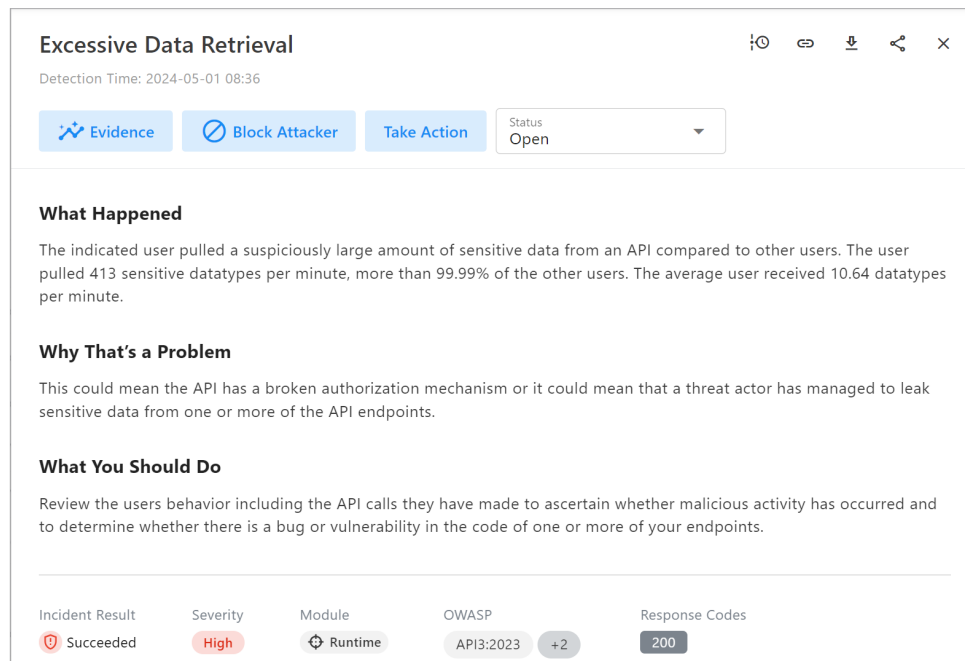 Excessive Data Retrieval
Detection Time: 2024-05-01 08:36
Evidence
Block Attacker
Take Action
Status
Open
What Happened
The indicated user pulled a suspiciously large amount of sensitive data from an API compared to other users. The user
pulled 413 sensitive datatypes per minute, more than 99.99% of the other users. The average user received 10.64 datatypes
per minute.
Why That's a Problem
This could mean the API has a broken authorization mechanism or it could mean that a threat actor has managed to leak
sensitive data from one or more of the API endpoints.
What You Should Do
Review the users behavior including the API calls they have made to ascertain whether malicious activity has occurred and
to determine whether there is a bug or vulnerability in the code of one or more of your endpoints.
Incident Result Severity Module OWASP Response Codes
Succeeded High Runtime API3:2023 +2 200